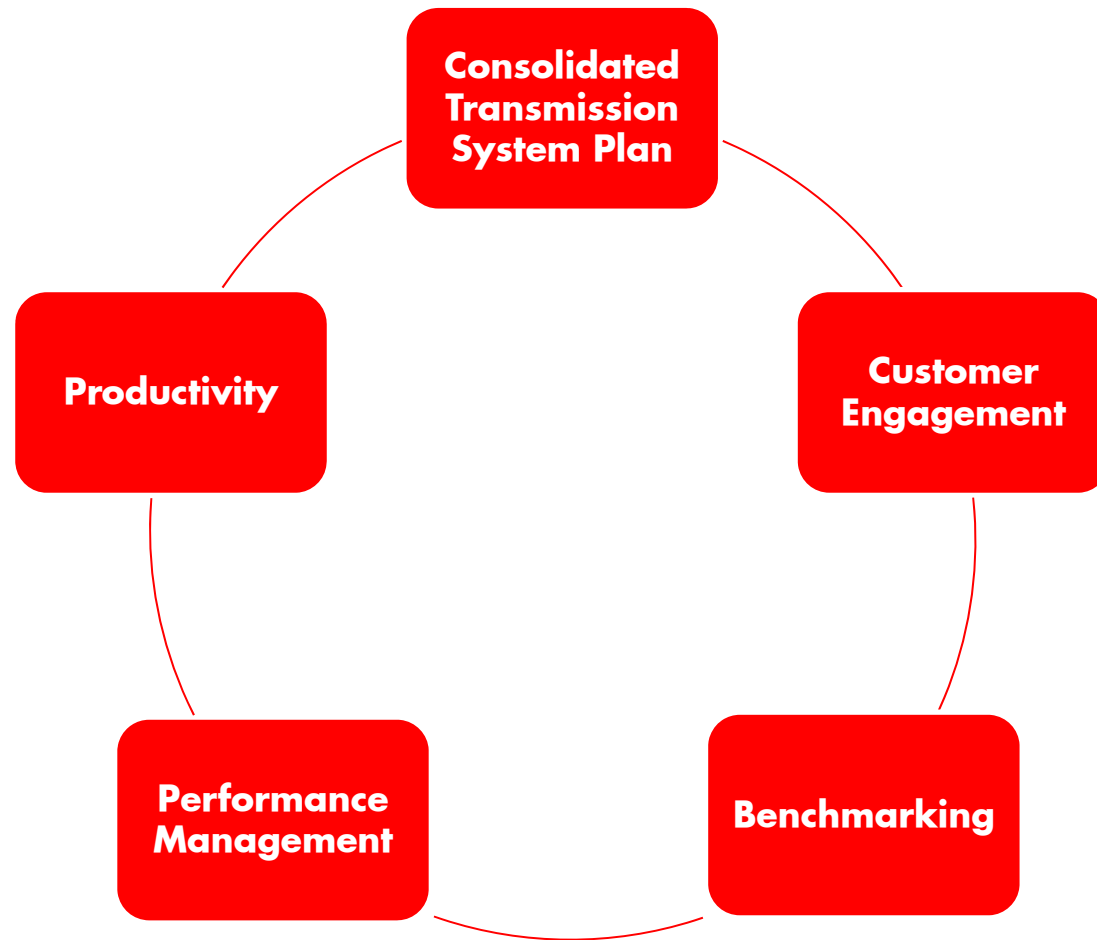 Consolidated
Transmission
System Plan
Customer
Engagement
Benchmarking
Performance
Management
Productivity